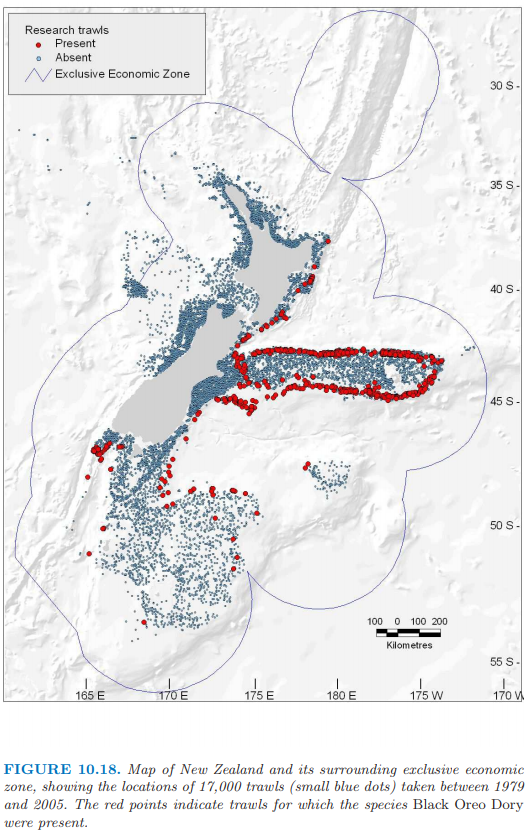 Research trawls
Present
Absent
Exclusive Economic Zone
30 S
35 S
40 S
45 S
50 S
55 S
100 0 100 200
Kilometres
165 E 170 E 175 E 180 E 175 W 170 W
FIGURE 10.18. Map of New Zealand and its surrounding exclusive economic
zone, showing the locations of 17,000 trawls (small blue dots) taken between 1979
and 2005. The red points indicate trawls for which the species Black Oreo Dory
were present.